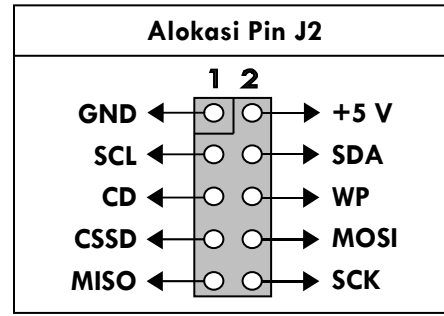 Alokasi Pin J2
1 2
GND +5 V
SCL SDA
CD WP
CSSD MOSI
MISO SCK